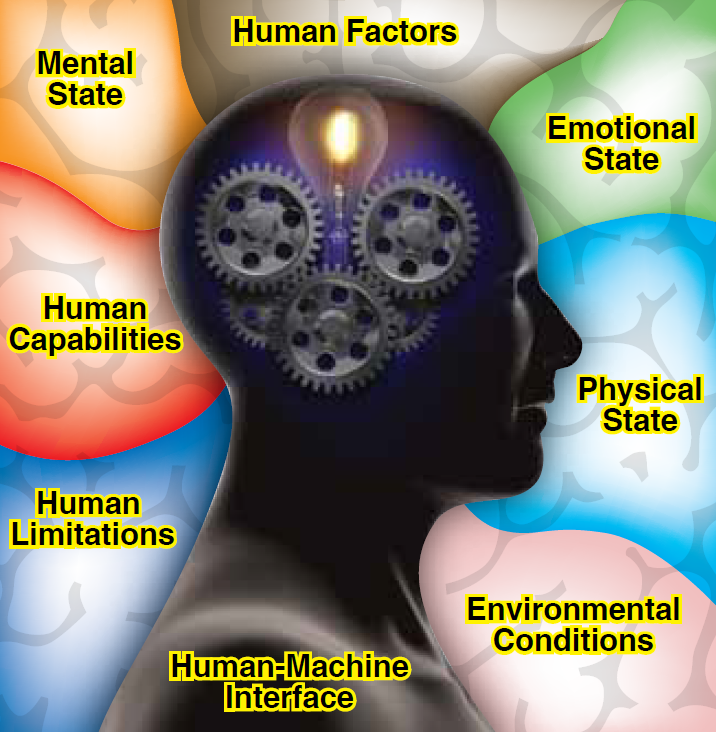 Human Factors
Mental
State
Emotional
State
Human
Capabilities
Physical
State
Human
Limitations
Environmental
Conditions
Human-Machine
Interface